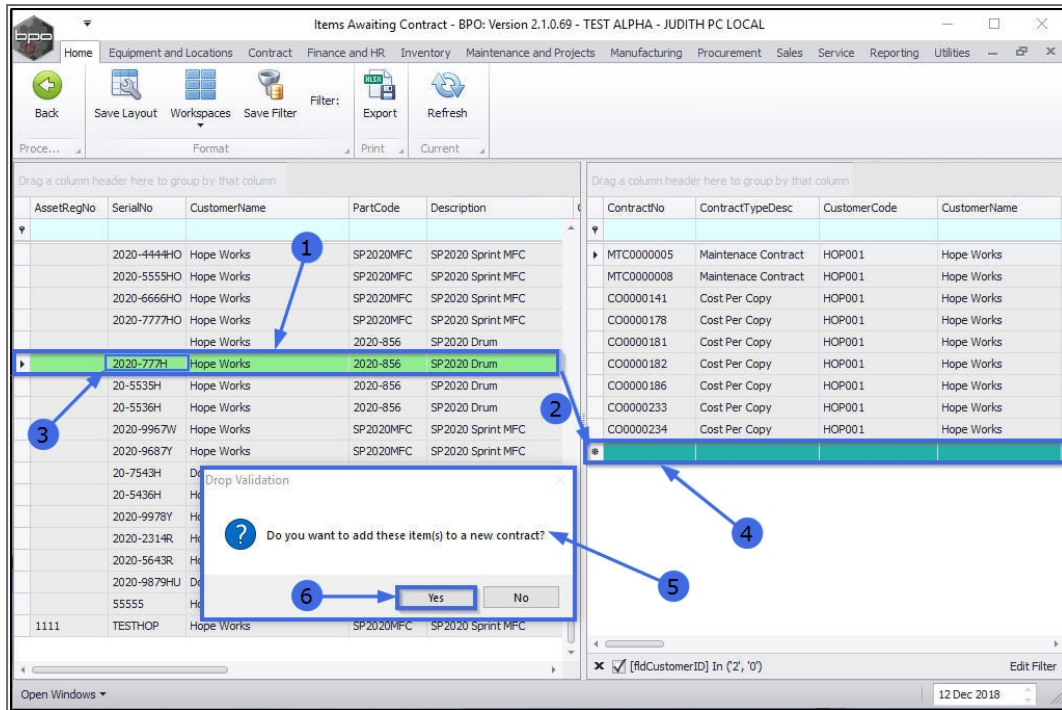 Items Awaiting Contract - BPO: Version 2.1.0.69 - TEST ALPHA - JUDITH PC LOCAL
bpo
Home Equipment and Locations Contract Finance and HR Inventory Maintenance and Projects Manufacturing Procurement Sales Service Reporting Utilities
Back Save Layout Workspaces Save Filter Filter: Export Refresh
XLSX
Proce... Format Print Current
Drag a column header here to group by that column Drag a column header here to group by that column
AssetRegNo SerialNo CustomerName PartCode Description ContractNo ContractTypeDesc CustomerCode CustomerName
2020-4444HO Hope Works SP2020MFC SP2020 Sprint MFC MTC0000005 Maintenace Contract HOP001 Hope Works
1
2020-5555HO Hope Works SP2020MFC SP2020 Sprint MFC MTC0000008 Maintenace Contract HOP001 Hope Works
2020-6666HO Hope Works SP2020MFC SP2020 Sprint MFC CO0000141 Cost Per Copy HOP001 Hope Works
2020-7777HO Hope Works SP2020MFC SP2020 Sprint MFC CO0000178 Cost Per Copy HOP001 Hope Works
Hope Works 2020-856 SP2020 Drum CO0000181 Cost Per Copy HOP001 Hope Works
2020-777H Hope Works 2020-856 SP2020 Drum CO0000182 Cost Per Copy HOP001 Hope Works
20-5535H Hope Works 2020-856 SP2020 Drum CO0000186 Cost Per Copy HOP001 Hope Works
20-5536H Hope Works 2020-856 SP2020 Drum 2 CO0000233 Cost Per Copy HOP001 Hope Works
3 2020-9967W Hope Works SP2020MFC SP2020 Sprint MFC CO0000234 Cost Per Copy HOP001 Hope Works
2020-9687Y Hope Works SP2020MFC SP2020 Sprint MFC
20-7543H
20-5436H
2020-9978Y
2020-2314R
2020-5643R
2020-9879HU
55555
1111 TESTHOP Hope Works SP2020MFC SP2020 Sprint MFC
Drop Validation
Do you want to add these item(s) to a new contract?
4
5
6 Yes No
[fldCustomerID] In ('2', '0') Edit Filter
Open Windows 12 Dec 2018